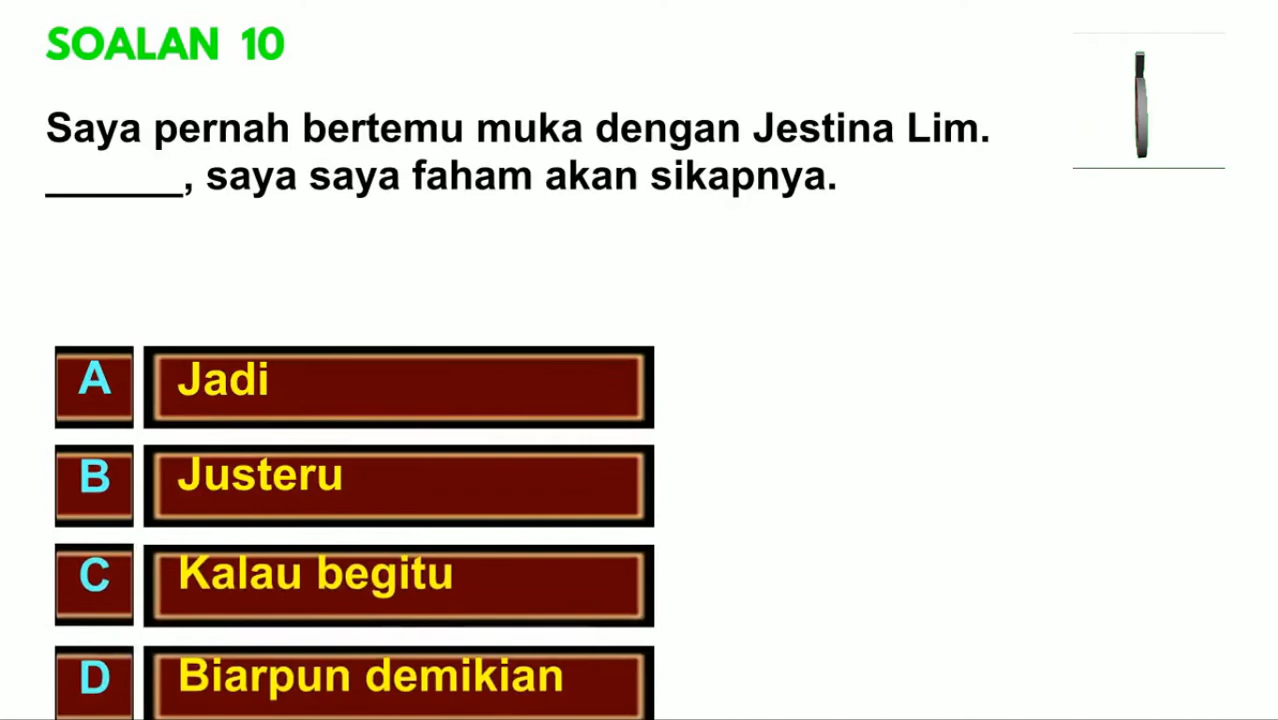 SOALAN 10
Saya pernah bertemu muka dengan Jestina Lim.
______, saya saya faham akan sikapnya.
A Jadi
B Justeru
C Kalau begitu
D Biarpun demikian